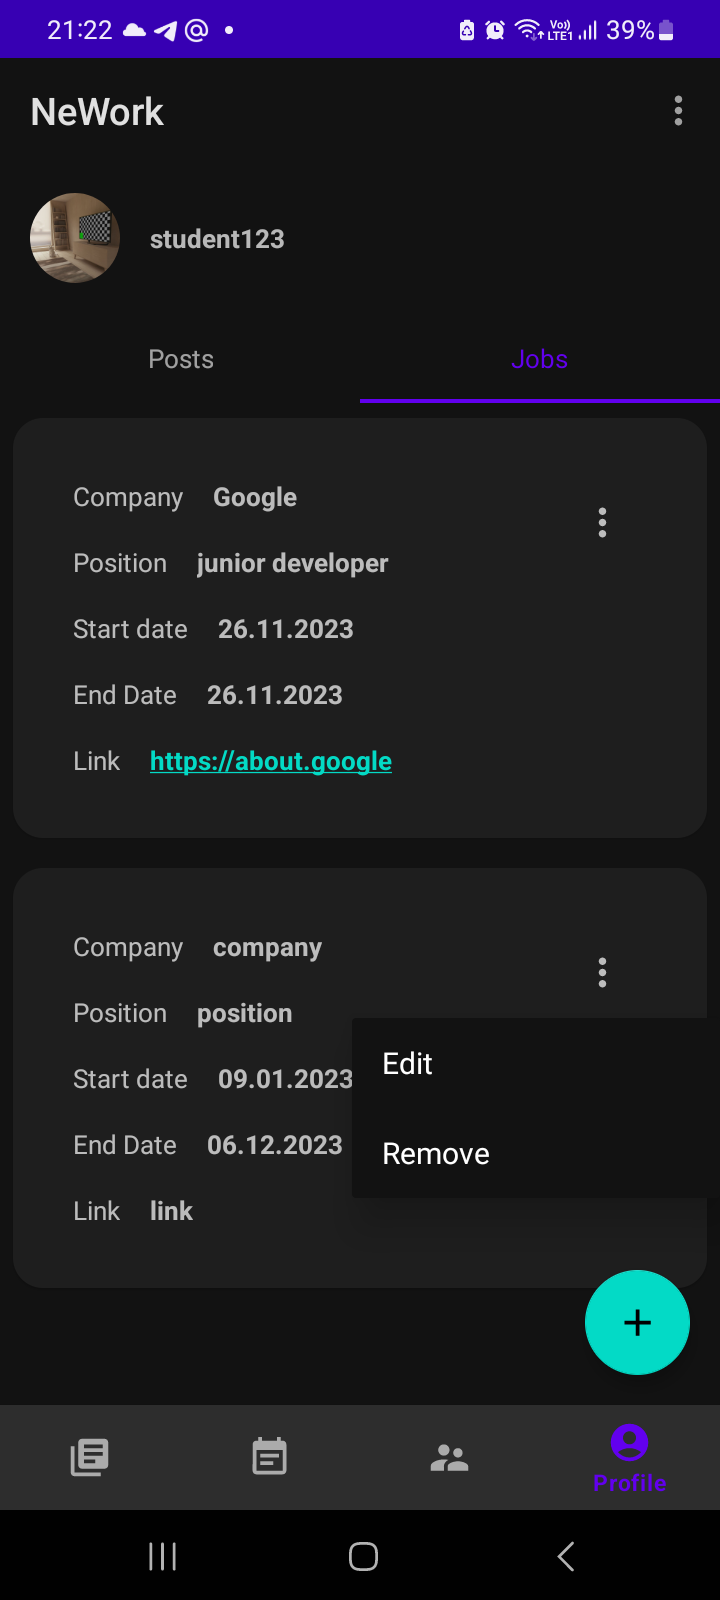 21:22 Vo)) LTE1 39%
NeWork
student123
Posts Jobs
Company Google
Position junior developer
Start date 26.11.2023
End Date 26.11.2023
Link https://about.google
Company company
Position position
Start date 09.01.2023
Edit
End Date 06.12.2023
Remove
Link link
Profile